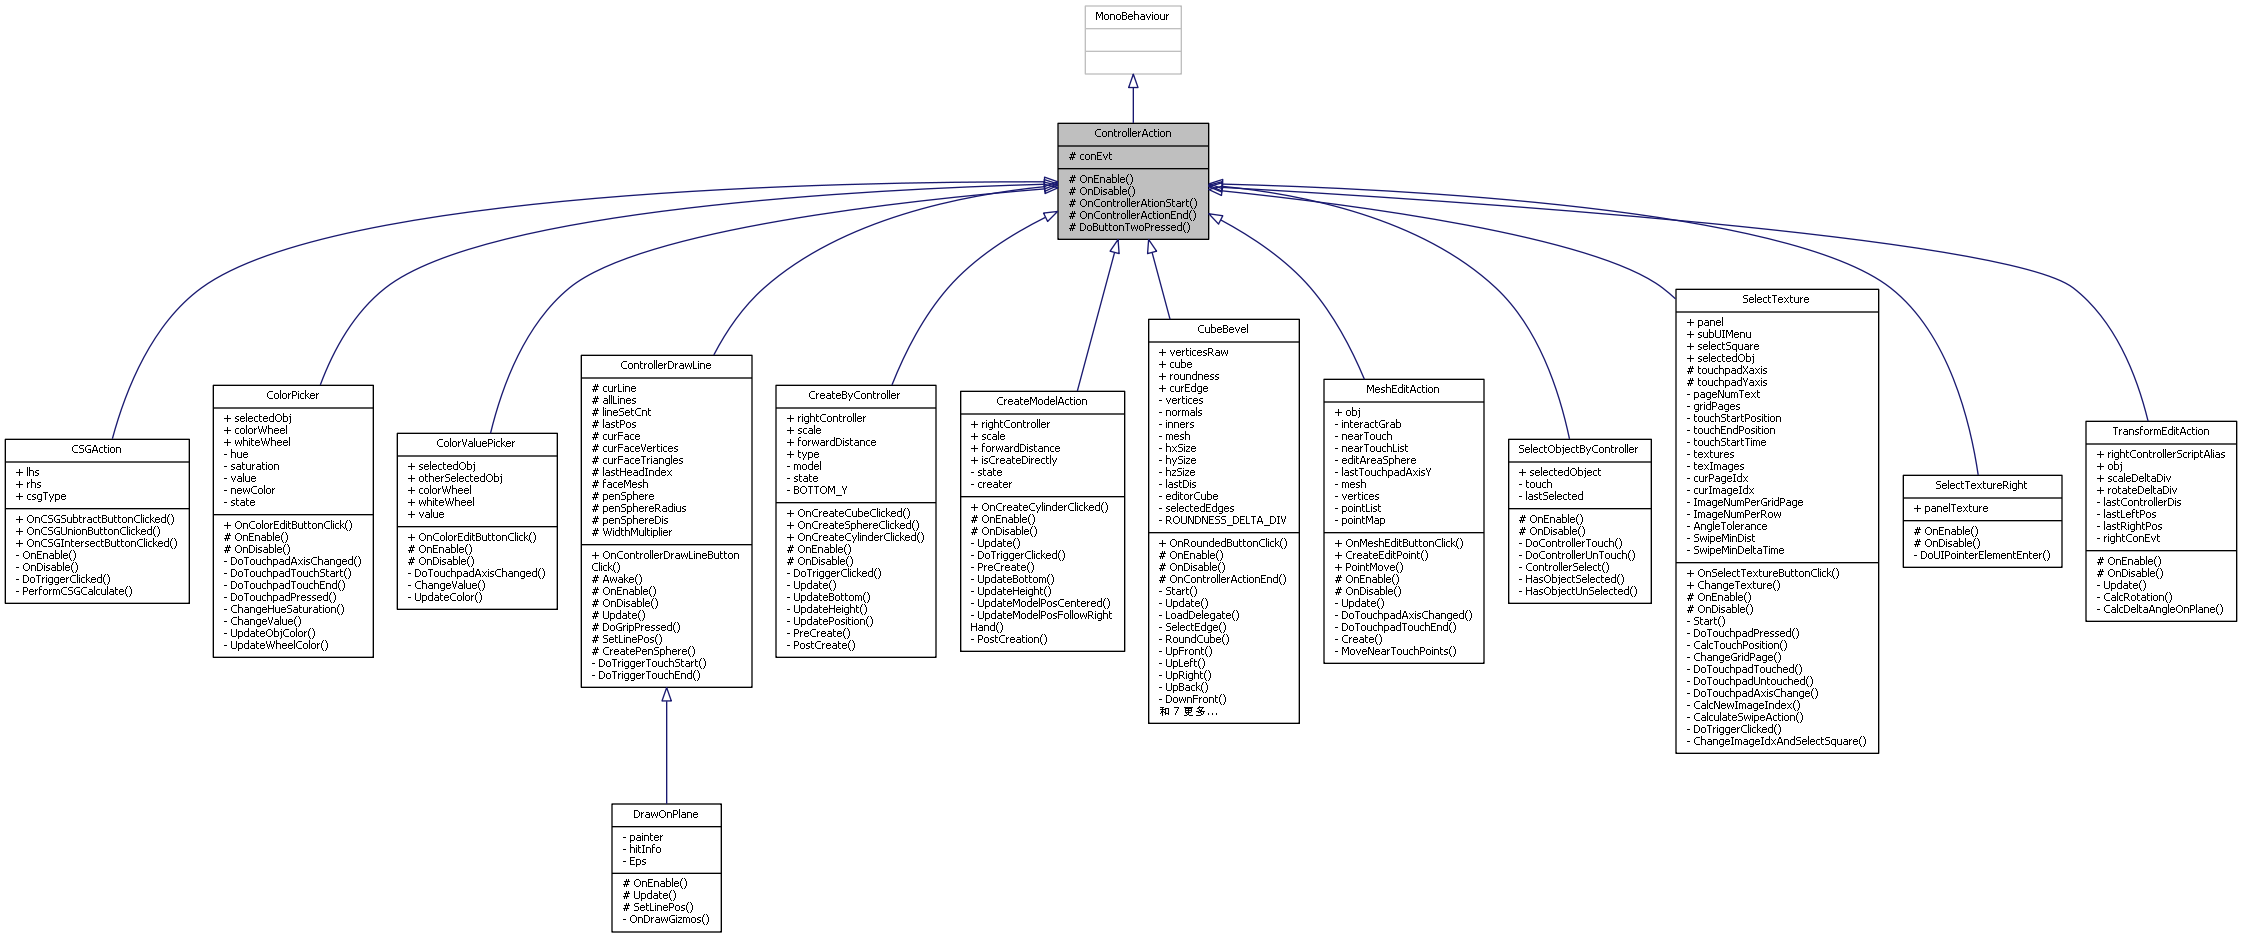 MonoBehaviour
ControllerAction
# conEvt
# OnEnable()
# OnDisable()
# OnControllerAtionStart()
# OnControllerActionEnd()
# DoButtonTwoPressed()
CSGAction
+ lhs
+ rhs
+ csgType
+ OnCSGSubtractButtonClicked()
+ OnCSGUnionButtonClicked()
+ OnCSGIntersectButtonClicked()
- OnEnable()
- OnDisable()
- DoTriggerClicked()
- PerformCSGCalculate()
ColorPicker
+ selectedObj
+ colorWheel
+ whiteWheel
- hue
- saturation
- value
- newColor
- state
+ OnColorEditButtonClick()
# OnEnable()
# OnDisable()
- DoTouchpadAxisChanged()
- DoTouchpadTouchStart()
- DoTouchpadTouchEnd()
- DoTouchpadPressed()
- ChangeHueSaturation()
- ChangeValue()
- UpdateObjColor()
- UpdateWheelColor()
ColorValuePicker
+ selectedObj
+ otherSelectedObj
+ colorWheel
+ whiteWheel
+ value
+ OnColorEditButtonClick()
# OnEnable()
# OnDisable()
- DoTouchpadAxisChanged()
- ChangeValue()
- UpdateColor()
ControllerDrawLine
# curLine
# allLines
# lineSetCnt
# lastPos
# curFace
# curFaceVertices
# curFaceTriangles
# lastHeadIndex
# faceMesh
# penSphere
# penSphereRadius
# penSphereDis
# WidthMultiplier
+ OnControllerDrawLineButton
Click()
# Awake()
# OnEnable()
# OnDisable()
# Update()
# DoGripPressed()
# SetLinePos()
# CreatePenSphere()
- DoTriggerTouchStart()
- DoTriggerTouchEnd()
DrawOnPlane
- painter
- hitInfo
- Eps
# OnEnable()
# Update()
# SetLinePos()
- OnDrawGizmos()
CreateByController
+ rightController
+ scale
+ forwardDistance
+ type
- model
- state
- BOTTOM_Y
+ OnCreateCubeClicked()
+ OnCreateSphereClicked()
+ OnCreateCylinderClicked()
# OnEnable()
# OnDisable()
- DoTriggerClicked()
- Update()
- UpdateBottom()
- UpdateHeight()
- UpdatePosition()
- PreCreate()
- PostCreate()
CreateModelAction
+ rightController
+ scale
+ forwardDistance
+ isCreateDirectly
- state
- creater
+ OnCreateCylinderClicked()
# OnEnable()
# OnDisable()
- Update()
- DoTriggerClicked()
- PreCreate()
- UpdateBottom()
- UpdateHeight()
- UpdateModelPosCentered()
- UpdateModelPosFollowRight
Hand()
- PostCreation()
CubeBevel
+ verticesRaw
+ cube
+ roundness
+ curEdge
- vertices
- normals
- inners
- mesh
- hxSize
- hySize
- hzSize
- lastDis
- editorCube
- selectedEdges
- ROUNDNESS_DELTA_DIV
+ OnRoundedButtonClick()
# OnEnable()
# OnDisable()
# OnControllerActionEnd()
- Start()
- Update()
- LoadDelegate()
- SelectEdge()
- RoundCube()
- UpFront()
- UpLeft()
- UpRight()
- UpBack()
- DownFront()
和 7 更多...
MeshEditAction
+ obj
- interactGrab
- nearTouch
- nearTouchList
- editAreaSphere
- lastTouchpadAxisY
- mesh
- vertices
- pointList
- pointMap
+ OnMeshEditButtonClick()
+ CreateEditPoint()
+ PointMove()
# OnEnable()
# OnDisable()
- Update()
- DoTouchpadAxisChanged()
- DoTouchpadTouchEnd()
- Create()
- MoveNearTouchPoints()
SelectObjectByController
+ selectedObject
- touch
- lastSelected
# OnEnable()
# OnDisable()
- DoControllerTouch()
- DoControllerUnTouch()
- ControllerSelect()
- HasObjectSelected()
- HasObjectUnSelected()
SelectTexture
+ panel
+ subUIMenu
+ selectSquare
+ selectedObj
# touchpadXaxis
# touchpadYaxis
- pageNumText
- gridPages
- touchStartPosition
- touchEndPosition
- touchStartTime
- textures
- texImages
- curPageIdx
- curImageIdx
- ImageNumPerGridPage
- ImageNumPerRow
- AngleTolerance
- SwipeMinDist
- SwipeMinDeltaTime
+ OnSelectTextureButtonClick()
+ ChangeTexture()
# OnEnable()
# OnDisable()
- Start()
- DoTouchpadPressed()
- CalcTouchPosition()
- ChangeGridPage()
- DoTouchpadTouched()
- DoTouchpadUntouched()
- DoTouchpadAxisChange()
- CalcNewImageIndex()
- CalculateSwipeAction()
- DoTriggerClicked()
- ChangeImageIdxAndSelectSquare()
SelectTextureRight
+ panelTexture
# OnEnable()
# OnDisable()
- DoUIPointerElementEnter()
TransformEditAction
+ rightControllerScriptAlias
+ obj
+ scaleDeltaDiv
+ rotateDeltaDiv
- lastControllerDis
- lastLeftPos
- lastRightPos
- rightConEvt
# OnEnable()
# OnDisable()
- Update()
- CalcRotation()
- CalcDeltaAngleOnPlane()